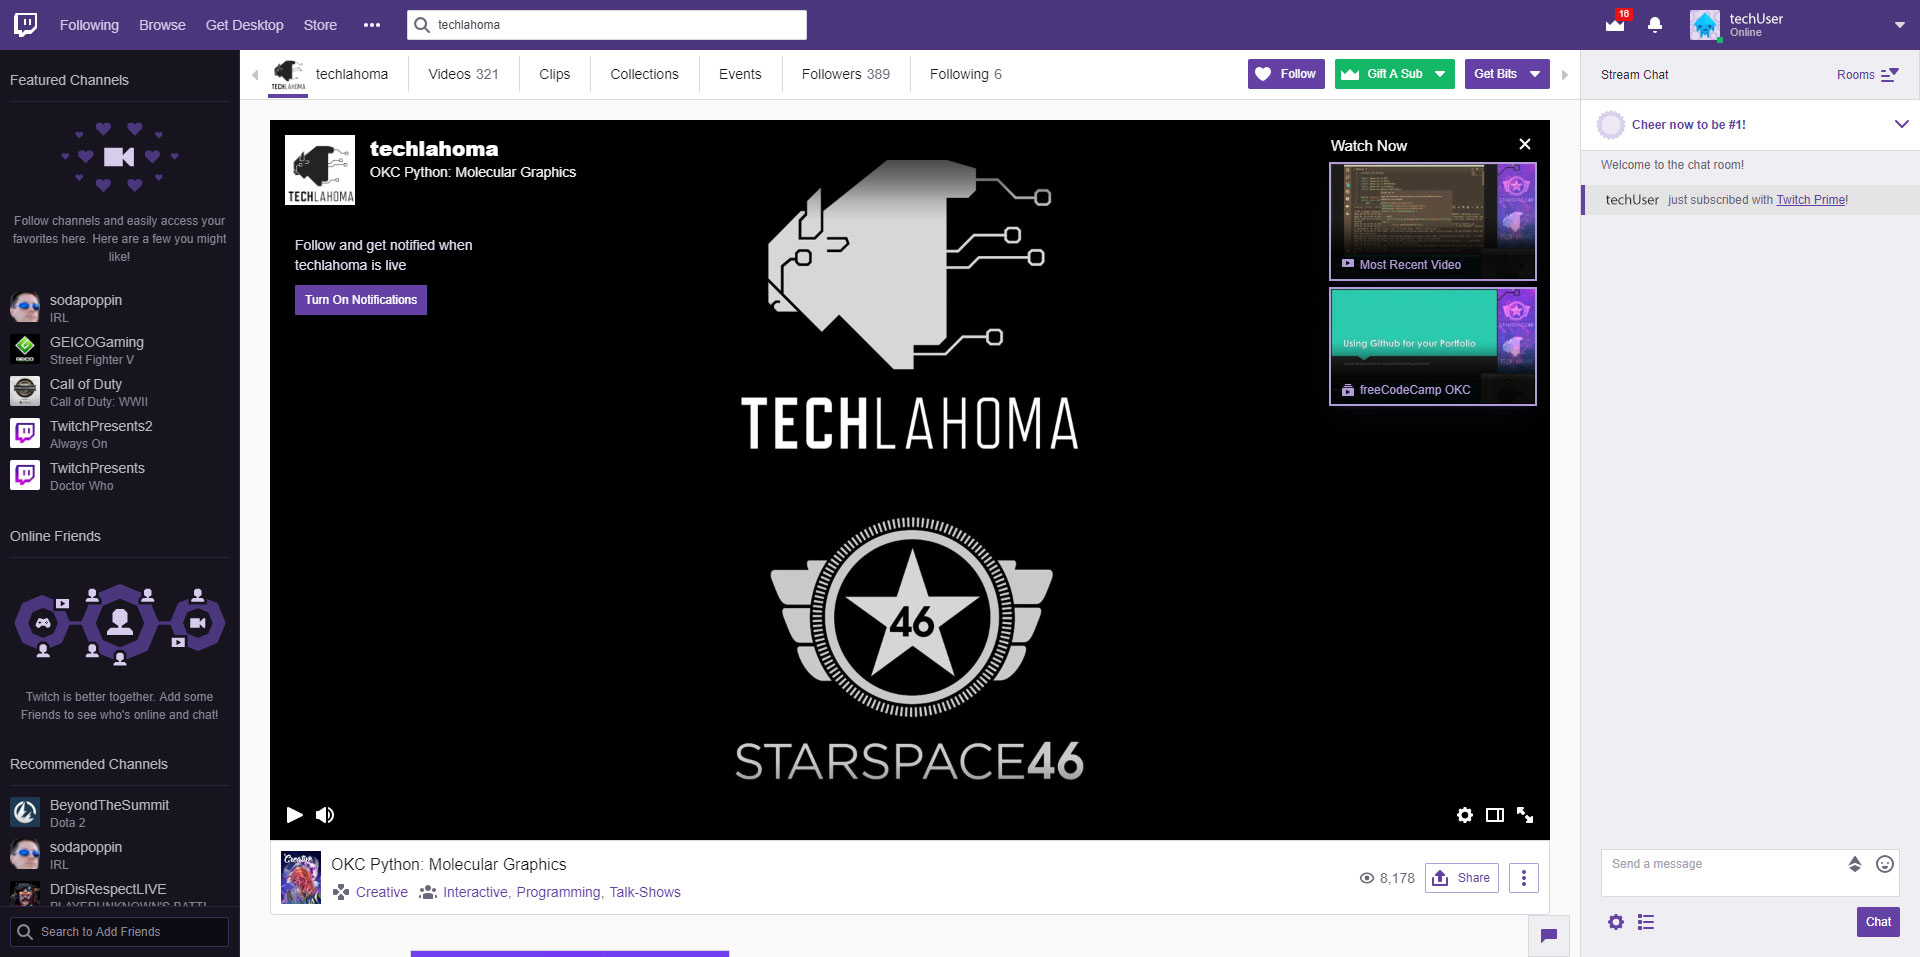 Following Browse Get Desktop Store
techlahoma
16
techUser
Online
Featured Channels
Follow channels and easily access your
favorites here. Here are a few you might
like!
sodapoppin
IRL
GEICOGaming
Street Fighter V
Call of Duty
Call of Duty: WWII
TwitchPresents2
Always On
TwitchPresents
Doctor Who
Online Friends
Twitch is better together. Add some
Friends to see who's online and chat!
Recommended Channels
BeyondTheSummit
Dota 2
sodapoppin
IRL
DrDisRespectLIVE
Search to Add Friends
TECHLAHOMA
techlahoma Videos 321 Clips Collections Events Followers 389 Following 6
Follow Gift A Sub Get Bits
TECHLAHOMA
techlahoma
OKC Python: Molecular Graphics
Follow and get notified when
techlahoma is live
Turn On Notifications
TECHLAHOMA
46
STARSPACE46
Watch Now
Most Recent Video
Using Github for your Portfolio
freeCodeCamp OKC
Creative
OKC Python: Molecular Graphics
Creative Interactive, Programming, Talk-Shows
8,178 Share
Stream Chat Rooms
Cheer now to be #1!
Welcome to the chat room!
techUser just subscribed with Twitch Prime!
Send a message
Chat